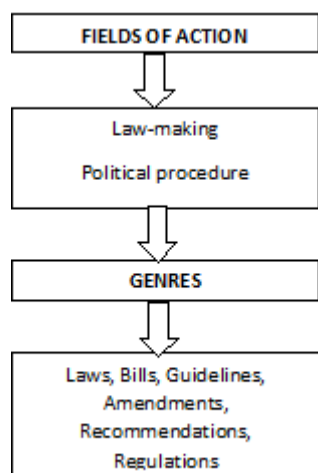 FIELDS OF ACTION
Law-making
Political procedure
GENRES
Laws, Bills, Guidelines,
Amendments,
Recommendations,
Regulations